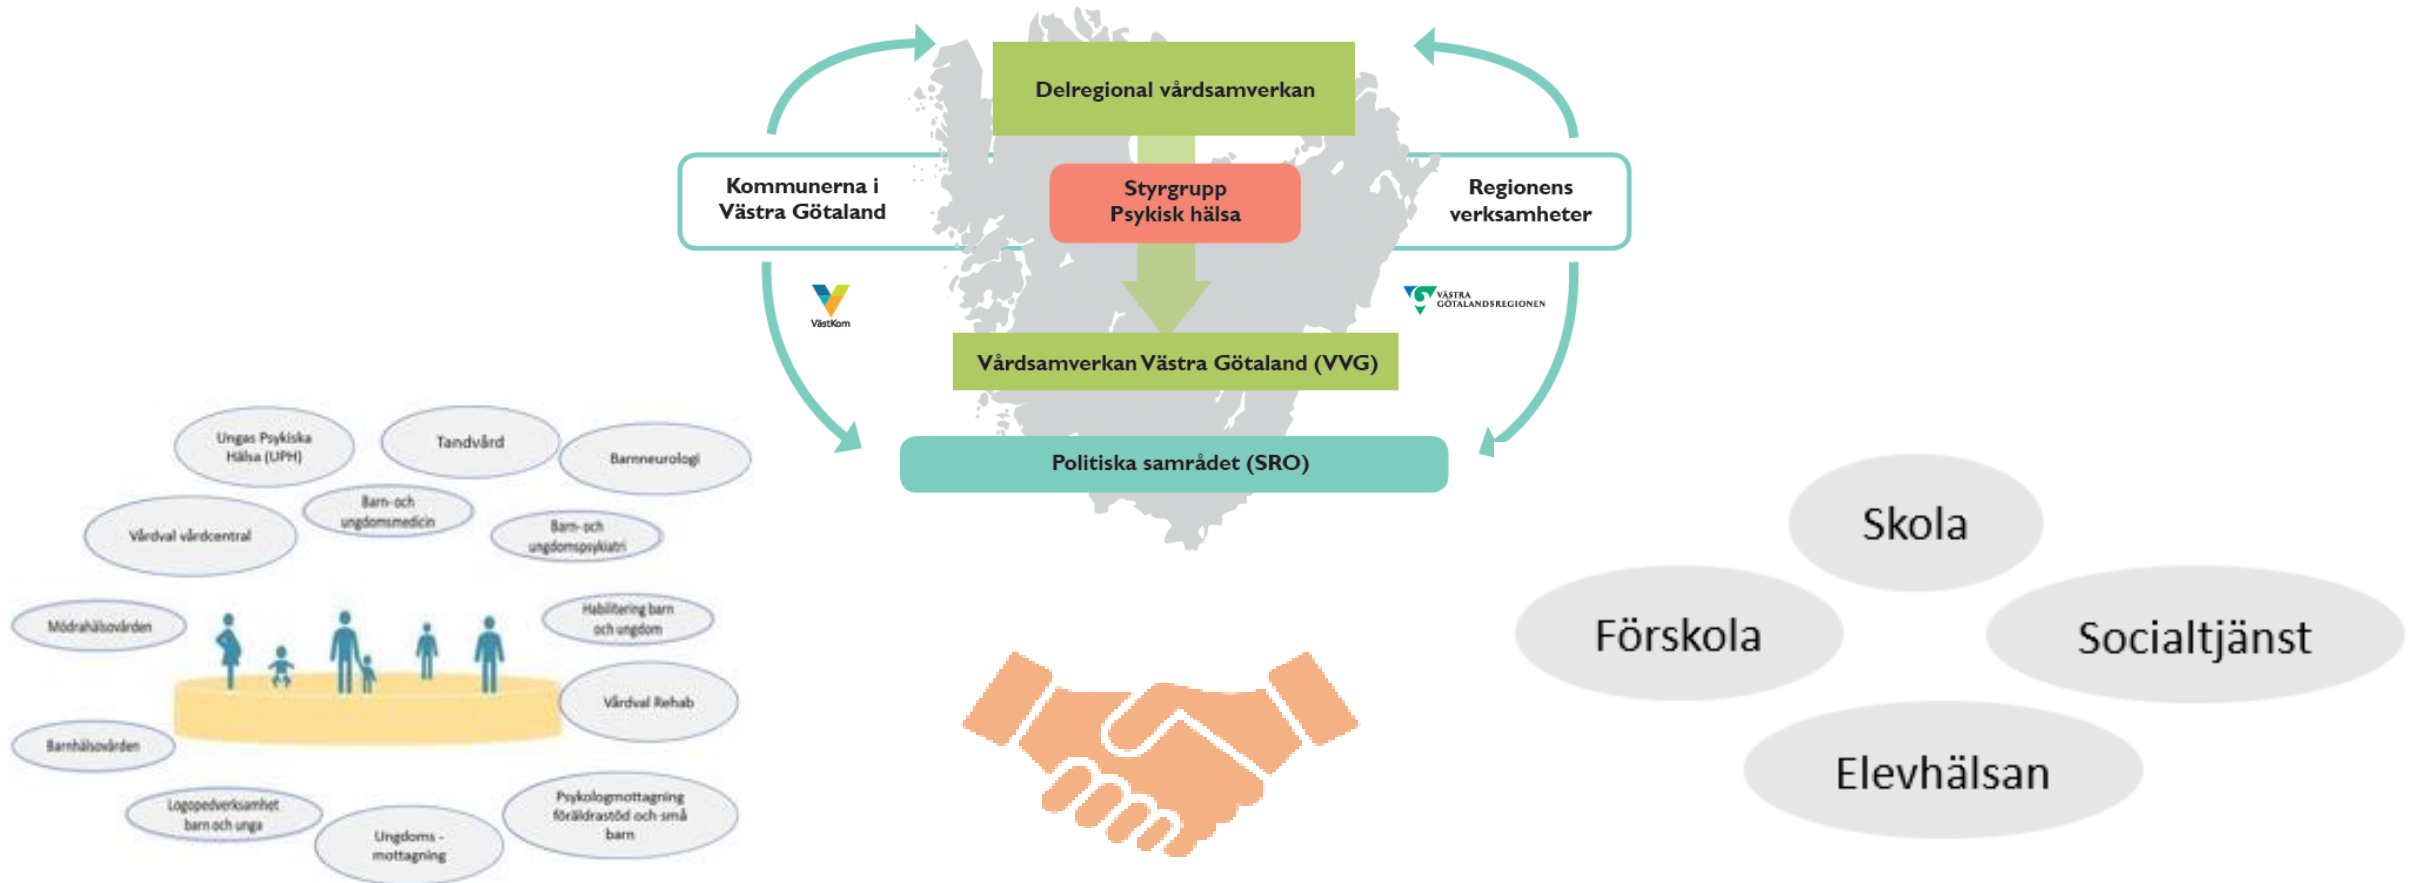 Delregional vårdsamverkan
Kommunerna i
Västra Götaland
Styrgrupp
Psykisk hälsa
Regionens
verksamheter
VästKom
VÄSTRA
GÖTALANDSREGIONEN
Vårdsamverkan Västra Götaland (VVG)
Politiska samrådet (SRO)
Ungas Psykiska
Hälsa (UPH)
Tandvård
Barnneurologi
Vårdval vårdcentral
Barn- och
ungdomsmedicin
Barn- och
ungdomspsykiatri
Mödrahälsovården
Habilitering barn
och ungdom
Vårdval Rehab
Barnhälsovården
Logopedverksamhet
barn och unga
Ungdoms -
mottagning
Psykologmottagning
föräldrastöd och små
barn
Skola
Förskola
Socialtjänst
Elevhälsan